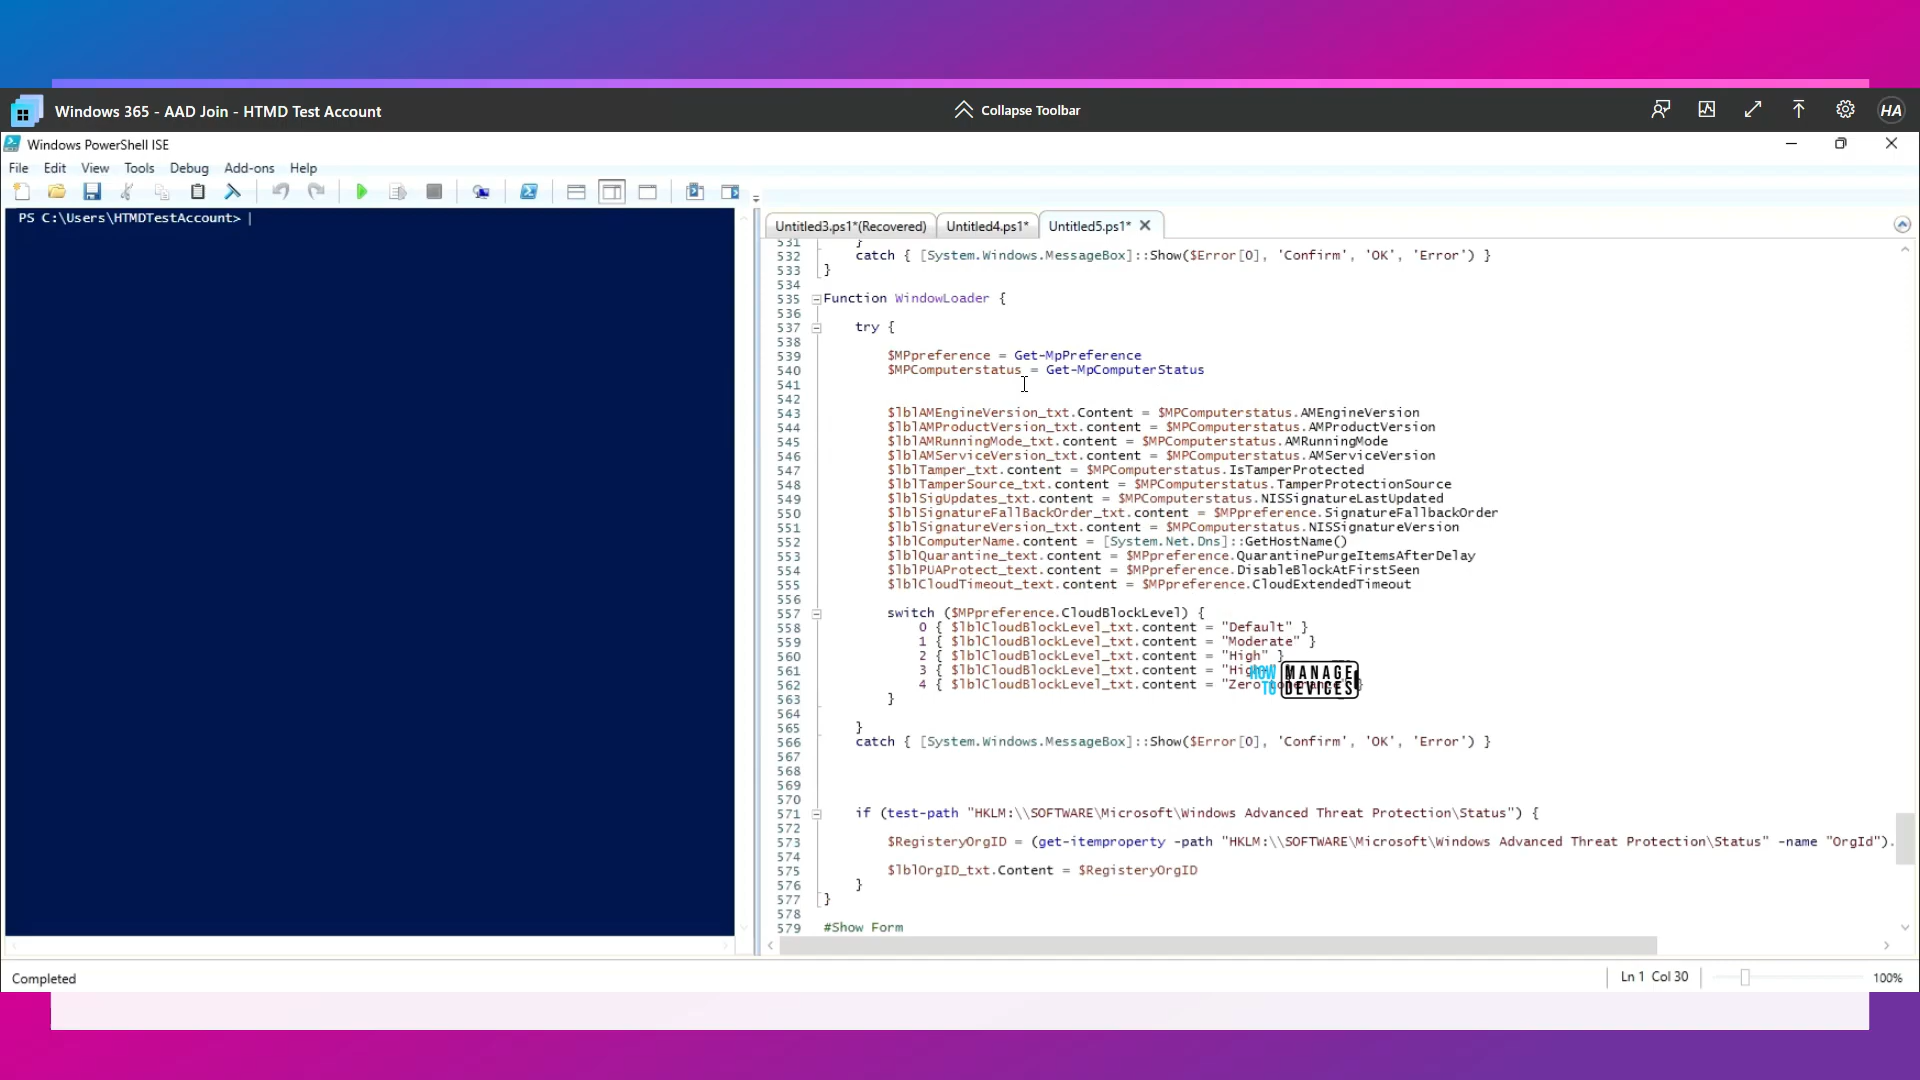 Windows 365 - AAD Join - HTMD Test Account
Collapse Toolbar
HA
Windows PowerShell ISE
File Edit View Tools Debug Add-ons Help
PS C:\Users\HTMDTestAccount>
Untitled3.ps1*(Recovered) Untitled4.ps1* Untitled5.ps1*
531 }
532 catch { [System.Windows.MessageBox]::Show($Error[0], 'Confirm', 'OK', 'Error') }
533 }
534
535 Function WindowLoader {
536
537 try {
538
539 $MPpreference = Get-MpPreference
540 $MPComputerstatus = Get-MpComputerStatus
541
542
543 $lblAMEngineVersion_txt.Content = $MPComputerstatus.AMEngineVersion
544 $lblAMProductVersion_txt.content = $MPComputerstatus.AMProductVersion
545 $lblAMRunningMode_txt.content = $MPComputerstatus.AMRunningMode
546 $lblAMServiceVersion_txt.content = $MPComputerstatus.AMServiceVersion
547 $lblTamper_txt.content = $MPComputerstatus.IsTamperProtected
548 $lblTamperSource_txt.content = $MPComputerstatus.TamperProtectionSource
549 $lblSigUpdates_txt.content = $MPComputerstatus.NISSignatureLastUpdated
550 $lblSignatureFallBackOrder_txt.content = $MPpreference.SignatureFallbackOrder
551 $lblSignatureVersion_txt.content = $MPComputerstatus.NISSignatureVersion
552 $lblComputerName.content = [System.Net.Dns]::GetHostName()
553 $lblQuarantine_text.content = $MPpreference.QuarantinePurgeItemsAfterDelay
554 $lblPUAProtect_text.content = $MPpreference.DisableBlockAtFirstSeen
555 $lblCloudTimeout_text.content = $MPpreference.CloudExtendedTimeout
556
557 switch ($MPpreference.CloudBlockLevel) {
558 0 { $lblCloudBlockLevel_txt.content = "Default" }
559 1 { $lblCloudBlockLevel_txt.content = "Moderate" }
560 2 { $lblCloudBlockLevel_txt.content = "High" }
561 3 { $lblCloudBlockLevel_txt.content =
562 4 { $lblCloudBlockLevel_txt.content = "Zero }
HOW TO MANAGE DEVICES
563 }
564
565 }
566 catch { [System.Windows.MessageBox]::Show($Error[0], 'Confirm', 'OK', 'Error') }
567
568
569
570
571 if (test-path "HKLM:\\SOFTWARE\Microsoft\Windows Advanced Threat Protection\Status") {
572
573 $RegisteryOrgID = (get-itemproperty -path "HKLM:\\SOFTWARE\Microsoft\Windows Advanced Threat Protection\Status" -name "OrgId").
574
575 $lblOrgID_txt.Content = $RegisteryOrgID
576 }
577 }
578
579 #Show Form
Completed
Ln 1 Col 30
100%